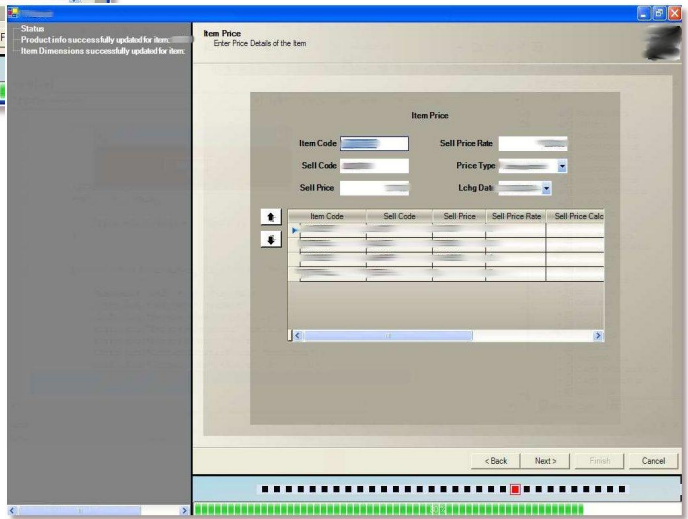 Status
Product info successfully updated for item:
Item Dimensions successfully updated for item:
F
Item Price
Enter Price Details of the Item
Item Price
Item Code
Sell Price Rate
Sell Code
Price Type
Sell Price
Lchg Dat
Item Code Sell Code Sell Price Sell Price Rate Sell Price Calc
< Back Next > Finish Cancel